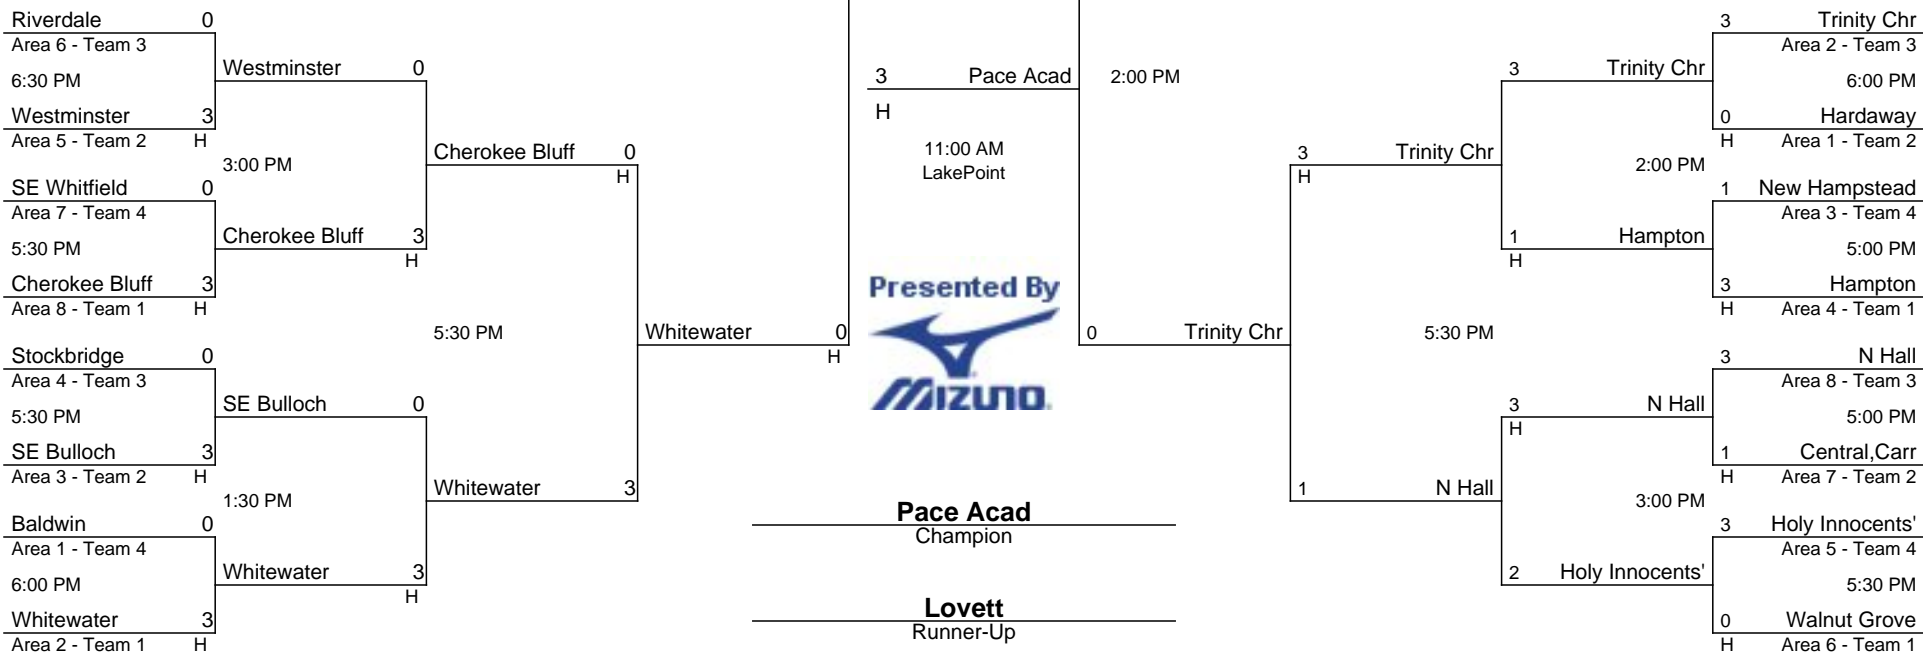 Riverdale 0
Area 6 - Team 3
6:30 PM
Westminster 3
Area 5 - Team 2 H
Westminster 0
3:00 PM
SE Whitfield 0
Area 7 - Team 4
5:30 PM
Cherokee Bluff 3
Area 8 - Team 1 H
Cherokee Bluff 3
H
Cherokee Bluff 0
H
5:30 PM
Stockbridge 0
Area 4 - Team 3
5:30 PM
SE Bulloch 3
Area 3 - Team 2 H
SE Bulloch 0
1:30 PM
Baldwin 0
Area 1 - Team 4
6:00 PM
Whitewater 3
Area 2 - Team 1 H
Whitewater 3
H
Whitewater 3
Whitewater 0
H
3 Pace Acad
H
2:00 PM
11:00 AM
LakePoint
Presented By
MIZUNO
Pace Acad
Champion
Lovett
Runner-Up
0 Trinity Chr
3 Trinity Chr
H
5:30 PM
1 N Hall
3 Trinity Chr
2:00 PM
1 Hampton
H
3 N Hall
H
3:00 PM
2 Holy Innocents'
3 Trinity Chr
Area 2 - Team 3
6:00 PM
0 Hardaway
H Area 1 - Team 2
1 New Hampstead
Area 3 - Team 4
5:00 PM
3 Hampton
H Area 4 - Team 1
3 N Hall
Area 8 - Team 3
5:00 PM
1 Central,Carr
H Area 7 - Team 2
3 Holy Innocents'
Area 5 - Team 4
5:30 PM
0 Walnut Grove
H Area 6 - Team 1